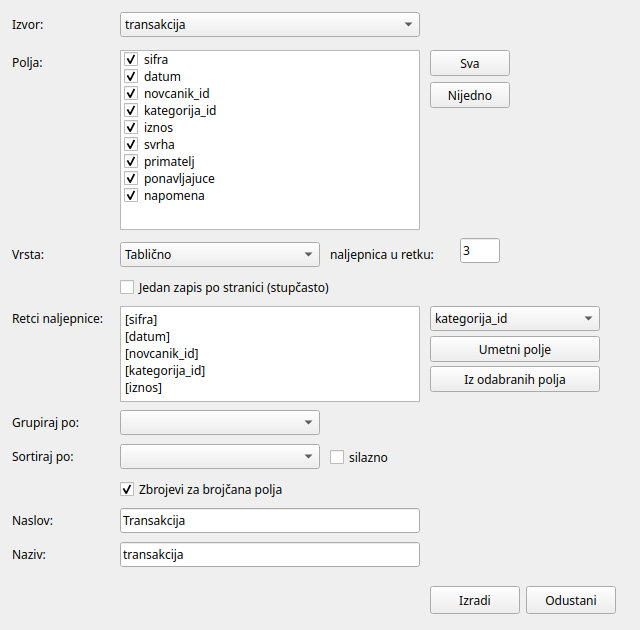 Izvor:
transakcija
Polja:
sifra
datum
novcanik_id
kategorija_id
iznos
svrha
primatelj
ponavljajuce
napomena
Sva
Nijedno
Vrsta:
Tablično
naljepnica u retku:
3
Jedan zapis po stranici (stupčasto)
Retci naljepnice:
[sifra]
[datum]
[novcanik_id]
[kategorija_id]
[iznos]
kategorija_id
Umetni polje
Iz odabranih polja
Grupiraj po:
Sortiraj po:
silazno
Zbrojevi za brojčana polja
Naslov:
Transakcija
Naziv:
transakcija
Izradi
Odustani